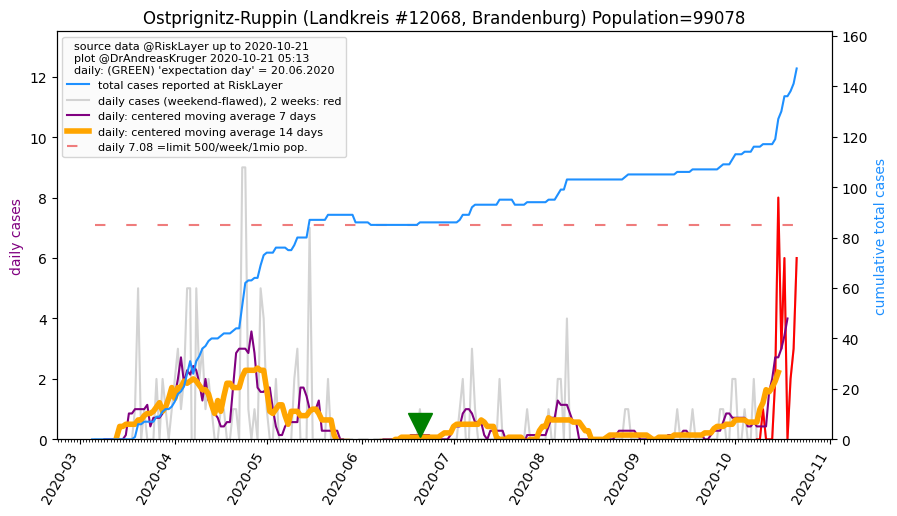 Ostprignitz-Ruppin (Landkreis #12068, Brandenburg) Population=99078
source data @RiskLayer up to 2020-10-21
plot @DrAndreasKruger 2020-10-21 05:13
daily: (GREEN) 'expectation day' = 20.06.2020
total cases reported at RiskLayer
daily cases (weekend-flawed), 2 weeks: red
daily: centered moving average 7 days
daily: centered moving average 14 days
daily 7.08 =limit 500/week/1mio pop.
daily cases
12
10
8
6
4
2
0
160
140
120
100
80
60
40
20
0
cumulative total cases
2020-03
2020-04
2020-05
2020-06
2020-07
2020-08
2020-09
2020-10
2020-11